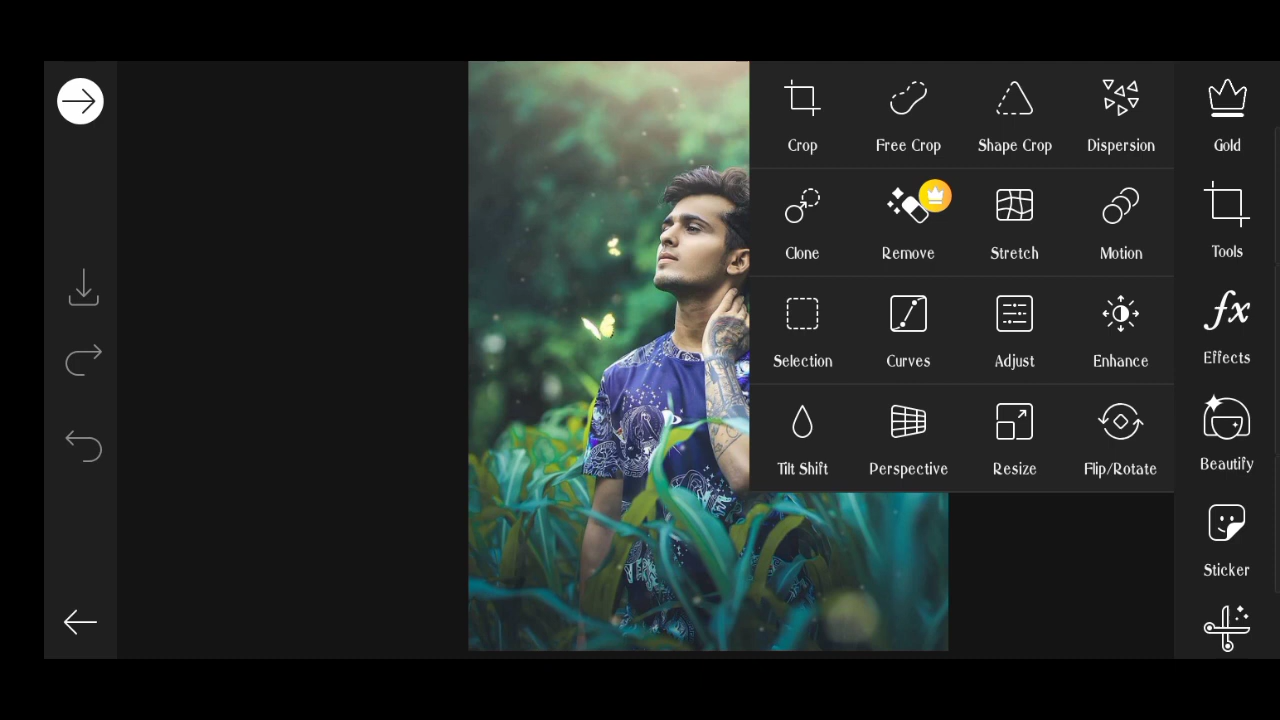 Crop Free Crop Shape Crop Dispersion
Clone Remove Stretch Motion
Selection Curves Adjust Enhance
Tilt Shift Perspective Resize Flip/Rotate
Gold
Tools
fx
Effects
Beautify
Sticker